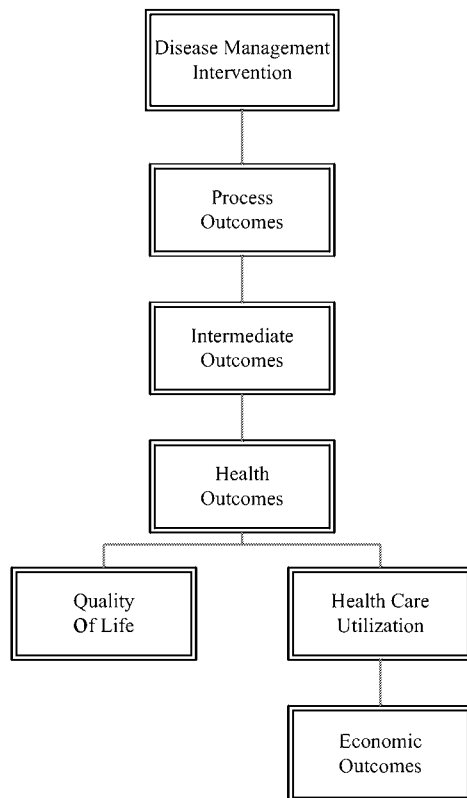 Disease Management
Intervention
Process
Outcomes
Intermediate
Outcomes
Health
Outcomes
Quality
Of Life
Health Care
Utilization
Economic
Outcomes